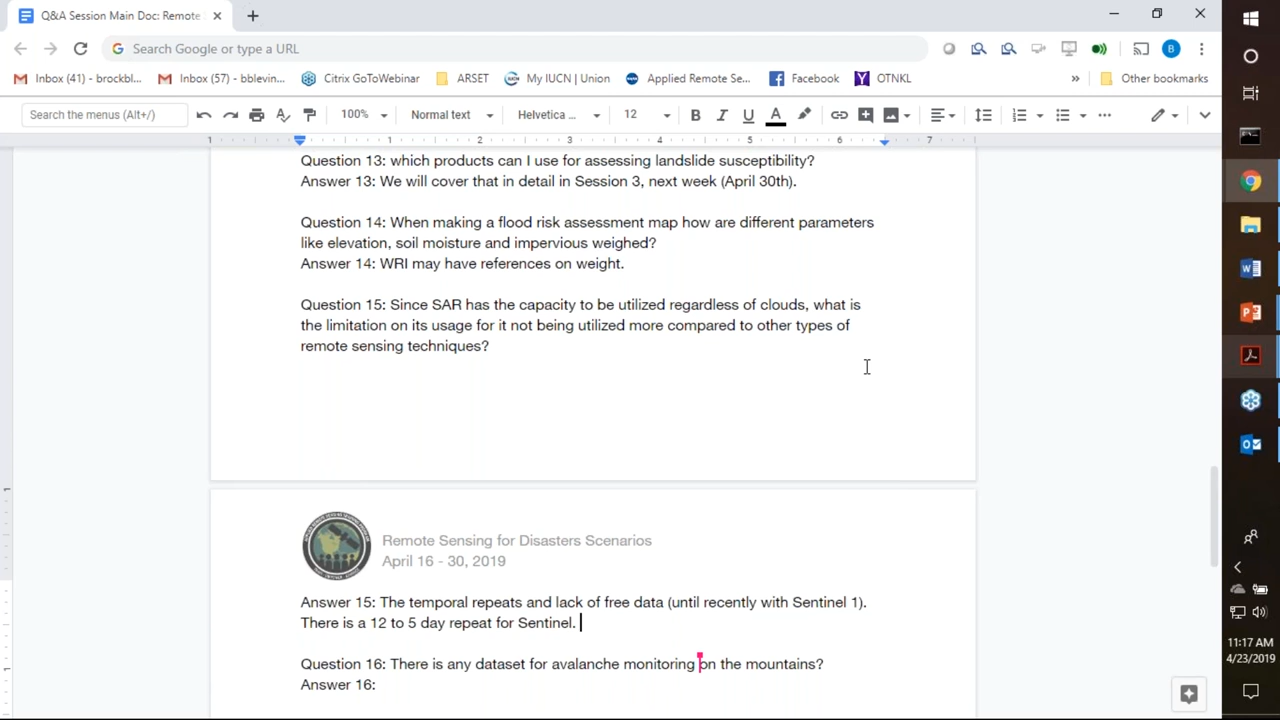 Q&A Session Main Doc: Remote
Search Google or type a URL
B
Inbox (41) - brockbl...
Inbox (57) - bblevin...
Citrix GoToWebinar
ARSET
My IUCN | Union
Applied Remote Se...
Facebook
OTNKL
»
Other bookmarks
Search the menus (Alt+/)
100%
Normal text
Helvetica ...
12
B I U A
1 1 2 3 4 5 6 7
Question 13: which products can I use for assessing landslide susceptibility?
Answer 13: We will cover that in detail in Session 3, next week (April 30th).
Question 14: When making a flood risk assessment map how are different parameters
like elevation, soil moisture and impervious weighed?
Answer 14: WRI may have references on weight.
Question 15: Since SAR has the capacity to be utilized regardless of clouds, what is
the limitation on its usage for it not being utilized more compared to other types of
remote sensing techniques?
Remote Sensing for Disasters Scenarios
April 16 - 30, 2019
Answer 15: The temporal repeats and lack of free data (until recently with Sentinel 1).
There is a 12 to 5 day repeat for Sentinel.
Question 16: There is any dataset for avalanche monitoring on the mountains?
Answer 16:
11:17 AM
4/23/2019